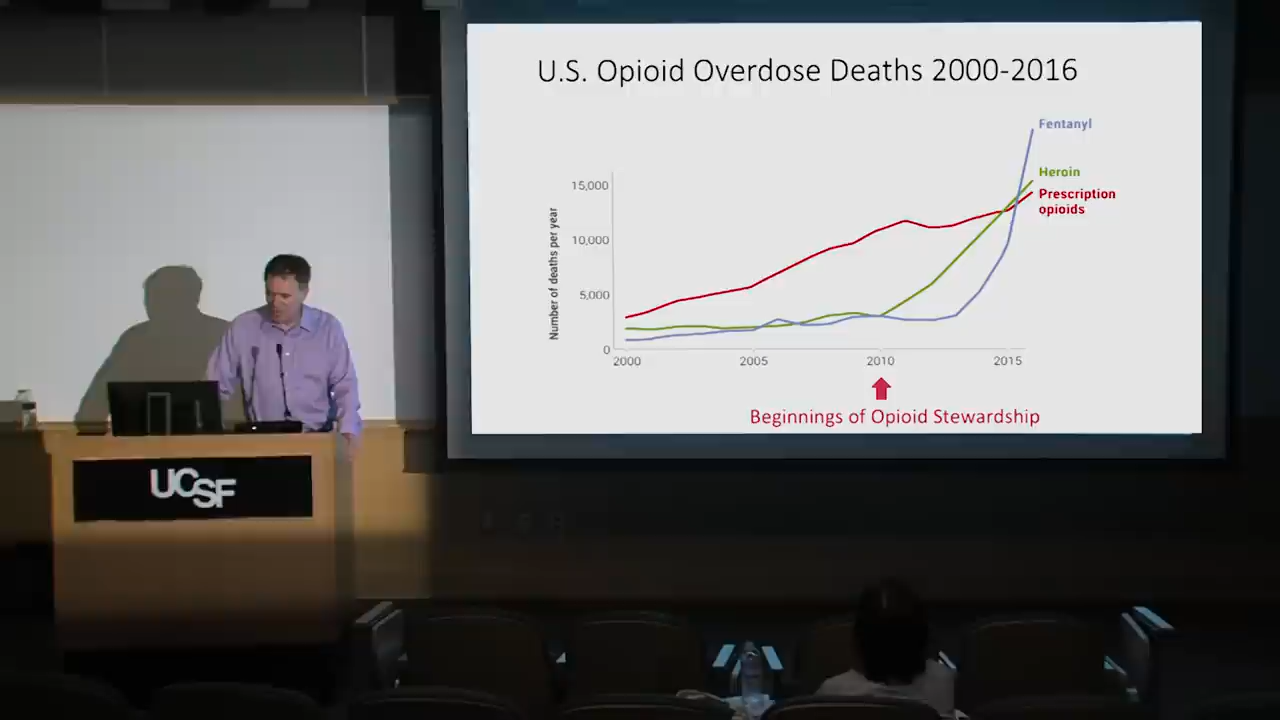 U.S. Opioid Overdose Deaths 2000-2016
Fentanyl
Heroin
Prescription
opioids
Number of deaths per year
15,000
10,000
5,000
0
2000
2005
2010
2015
Beginnings of Opioid Stewardship
UCSF